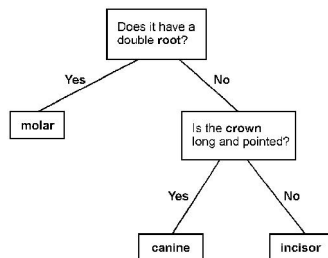 Does it have a
double root?
Yes
No
molar
Is the crown
long and pointed?
Yes
No
canine
incisor